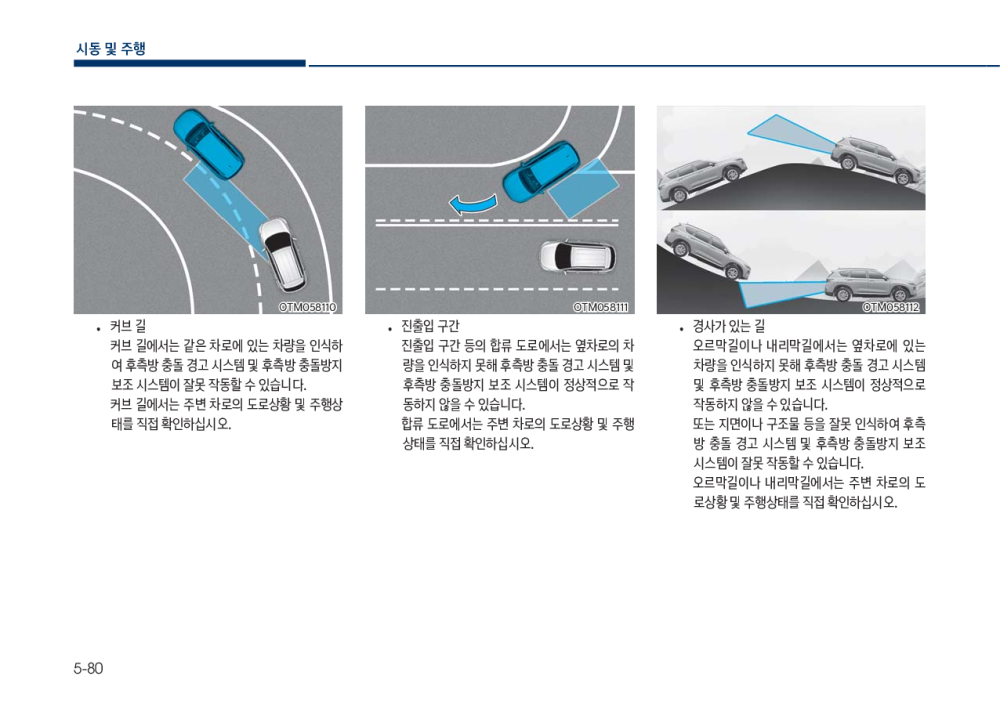 시동 및 주행
OTM058110
• 커브 길
커브 길에서는 같은 차로에 있는 차량을 인식하
여 후측방 충돌 경고 시스템 및 후측방 충돌방지
보조 시스템이 잘못 작동할 수 있습니다.
커브 길에서는 주변 차로의 도로상황 및 주행상
태를 직접 확인하십시오.
OTM058111
• 진출입 구간
진출입 구간 등의 합류 도로에서는 옆차로의 차
량을 인식하지 못해 후측방 충돌 경고 시스템 및
후측방 충돌방지 보조 시스템이 정상적으로 작
동하지 않을 수 있습니다.
합류 도로에서는 주변 차로의 도로상황 및 주행
상태를 직접 확인하십시오.
OTM058112
• 경사가 있는 길
오르막길이나 내리막길에서는 옆차로에 있는
차량을 인식하지 못해 후측방 충돌 경고 시스템
및 후측방 충돌방지 보조 시스템이 정상적으로
작동하지 않을 수 있습니다.
또는 지면이나 구조물 등을 잘못 인식하여 후측
방 충돌 경고 시스템 및 후측방 충돌방지 보조
시스템이 잘못 작동할 수 있습니다.
오르막길이나 내리막길에서는 주변 차로의 도
로상황 및 주행상태를 직접 확인하십시오.
5-80